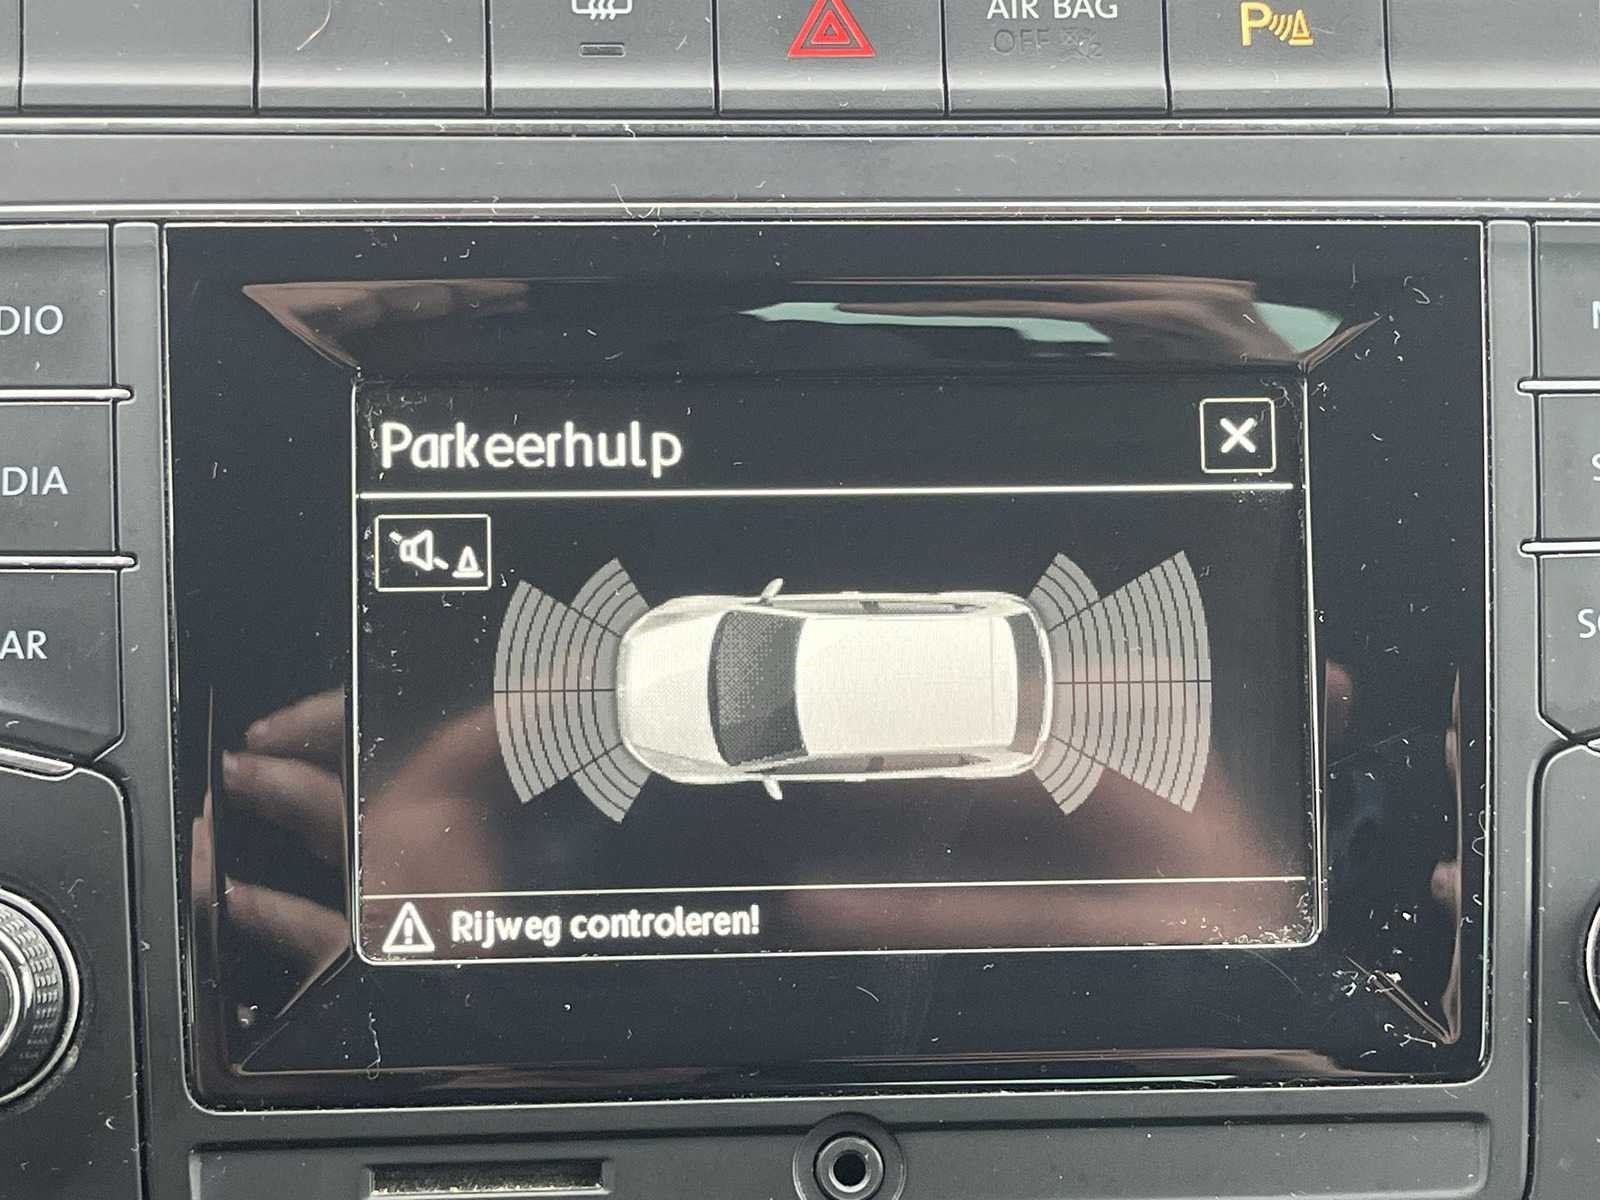 AIR BAG
OFF
P
DIO
DIA
AR
Parkeerhulp
Rijweg controleren!